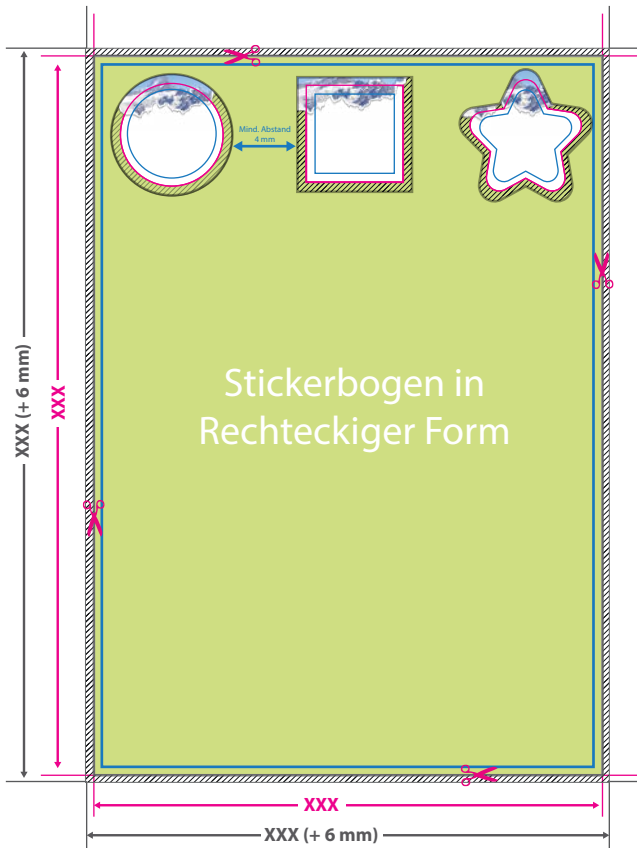 Mind. Abstand
4 mm
XXX (+ 6 mm)
XXX
Stickerbogen in
Rechteckiger Form
XXX
XXX (+ 6 mm)